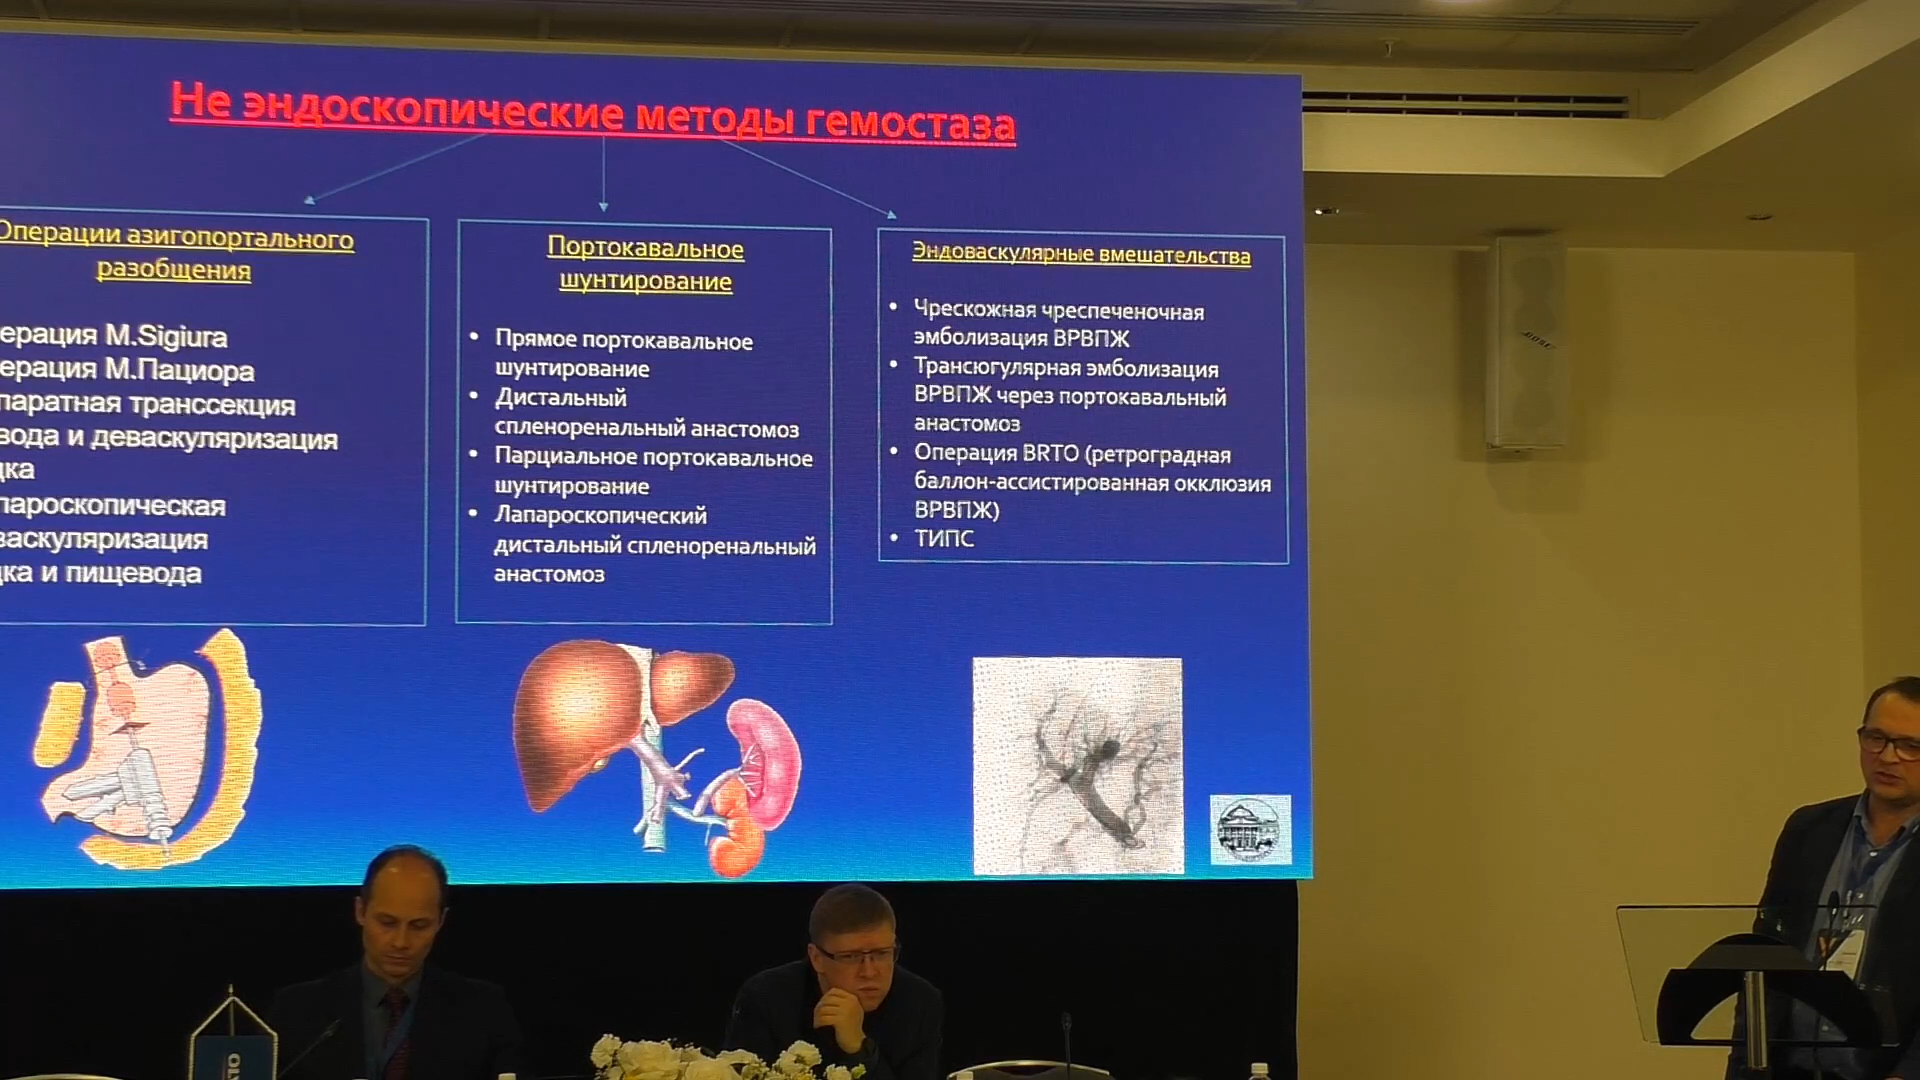 Не эндоскопические методы гемостаза
Операции азигопортального
разобщения
ерация M.Sigiura
ерация М.Пациора
паратная транссекция
вода и деваскуляризация
дка
пароскопическая
васкуляризация
дка и пищевода
Портокавальное
шунтирование
• Прямое портокавальное
шунтирование
• Дистальный
спленоренальный анастомоз
• Парциальное портокавальное
шунтирование
• Лапароскопический
дистальный спленоренальный
анастомоз
Эндоваскулярные вмешательства
• Чрескожная чреспеченочная
эмболизация ВРВПЖ
• Трансюгулярная эмболизация
ВРВПЖ через портокавальный
анастомоз
• Операция BRTO (ретроградная
баллон-ассистированная окклюзия
ВРВПЖ)
• ТИПС
BOSE
OLY